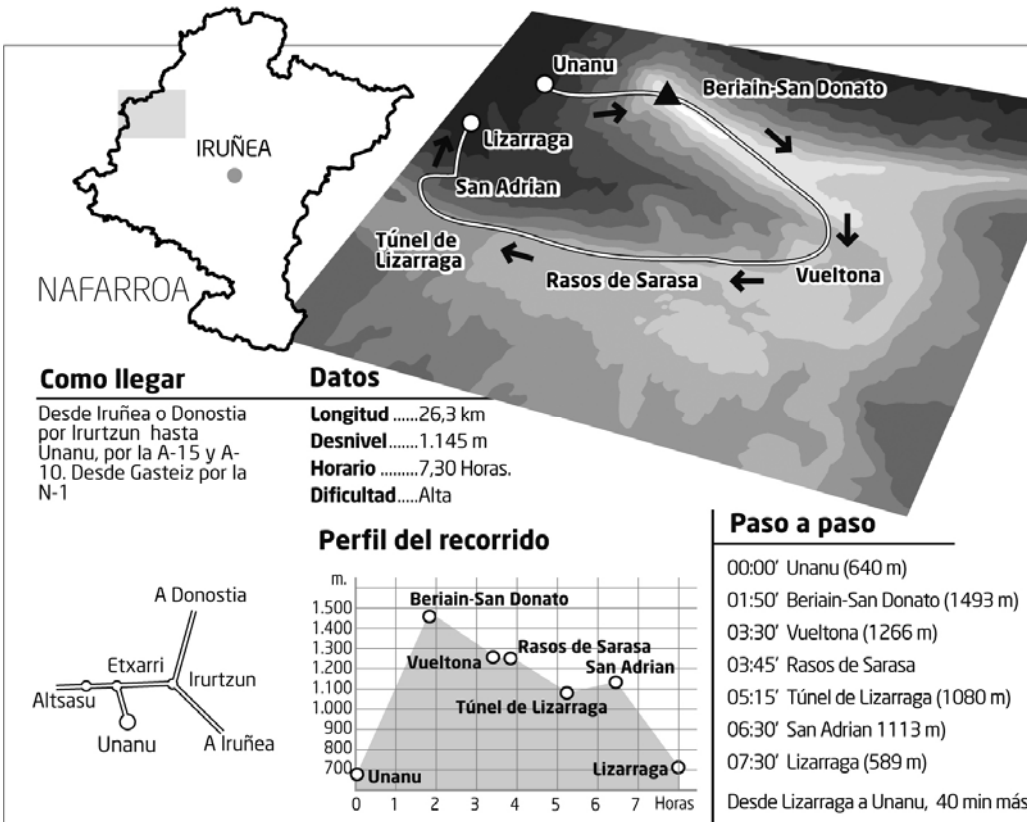 IRUÑEA
NAFARROA
Unanu
Beriain-San Donato
Lizarraga
San Adrian
Túnel de
Lizarraga
Rasos de Sarasa
Vueltona
Como llegar
Desde Iruñea o Donostia
por Irurtzun hasta
Unanu, por la A-15 y A-
10. Desde Gasteiz por la
N-1
Datos
Longitud ......26,3 km
Desnivel.......1.145 m
Horario .........7,30 Horas.
Dificultad.....Alta
A Donostia
Etxarri
Irurtzun
Altsasu
Unanu
A Iruñea
Perfil del recorrido
m.
1.500
1.400
1.300
1.200
1.100
1.000
900
800
700
Beriain-San Donato
Vueltona
Rasos de Sarasa
San Adrian
Túnel de Lizarraga
Unanu
Lizarraga
0 1 2 3 4 5 6 7 Horas
Paso a paso
00:00' Unanu (640 m)
01:50' Beriain-San Donato (1493 m)
03:30' Vueltona (1266 m)
03:45' Rasos de Sarasa
05:15' Túnel de Lizarraga (1080 m)
06:30' San Adrian 1113 m)
07:30' Lizarraga (589 m)
Desde Lizarraga a Unanu, 40 min más